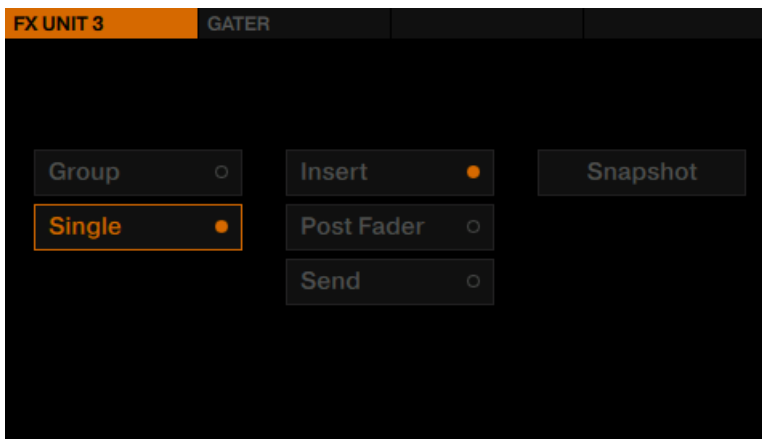 FX UNIT 3 GATER
Group Insert Snapshot
Single Post Fader
Send